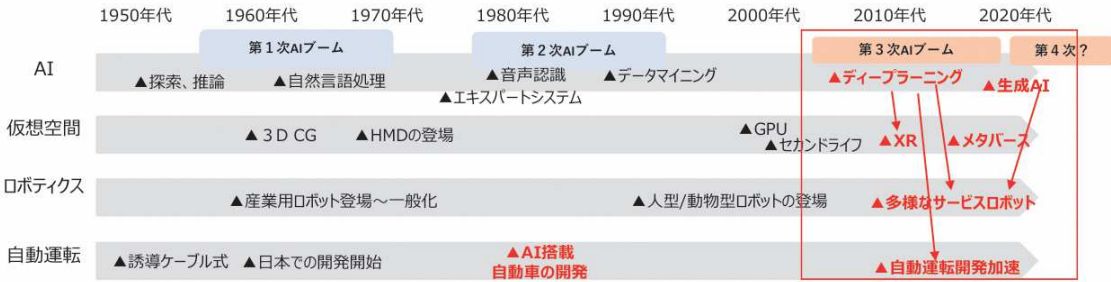 1950年代 1960年代 1970年代 1980年代 1990年代 2000年代 2010年代 2020年代
第1次AIブーム 第2次AIブーム 第3次AIブーム 第4次?
AI
▲探索、推論 ▲自然言語処理 ▲音声認識 ▲データマイニング ▲ディープラーニング ▲生成AI
▲エキスパートシステム
仮想空間
▲3D CG ▲HMDの登場 ▲GPU ▲XR ▲メタバース
▲セカンドライフ
ロボティクス
▲産業用ロボット登場~一般化 ▲人型/動物型ロボットの登場 ▲多様なサービスロボット
自動運転
▲誘導ケーブル式 ▲日本での開発開始 ▲AI搭載 ▲自動運転開発加速
自動車の開発